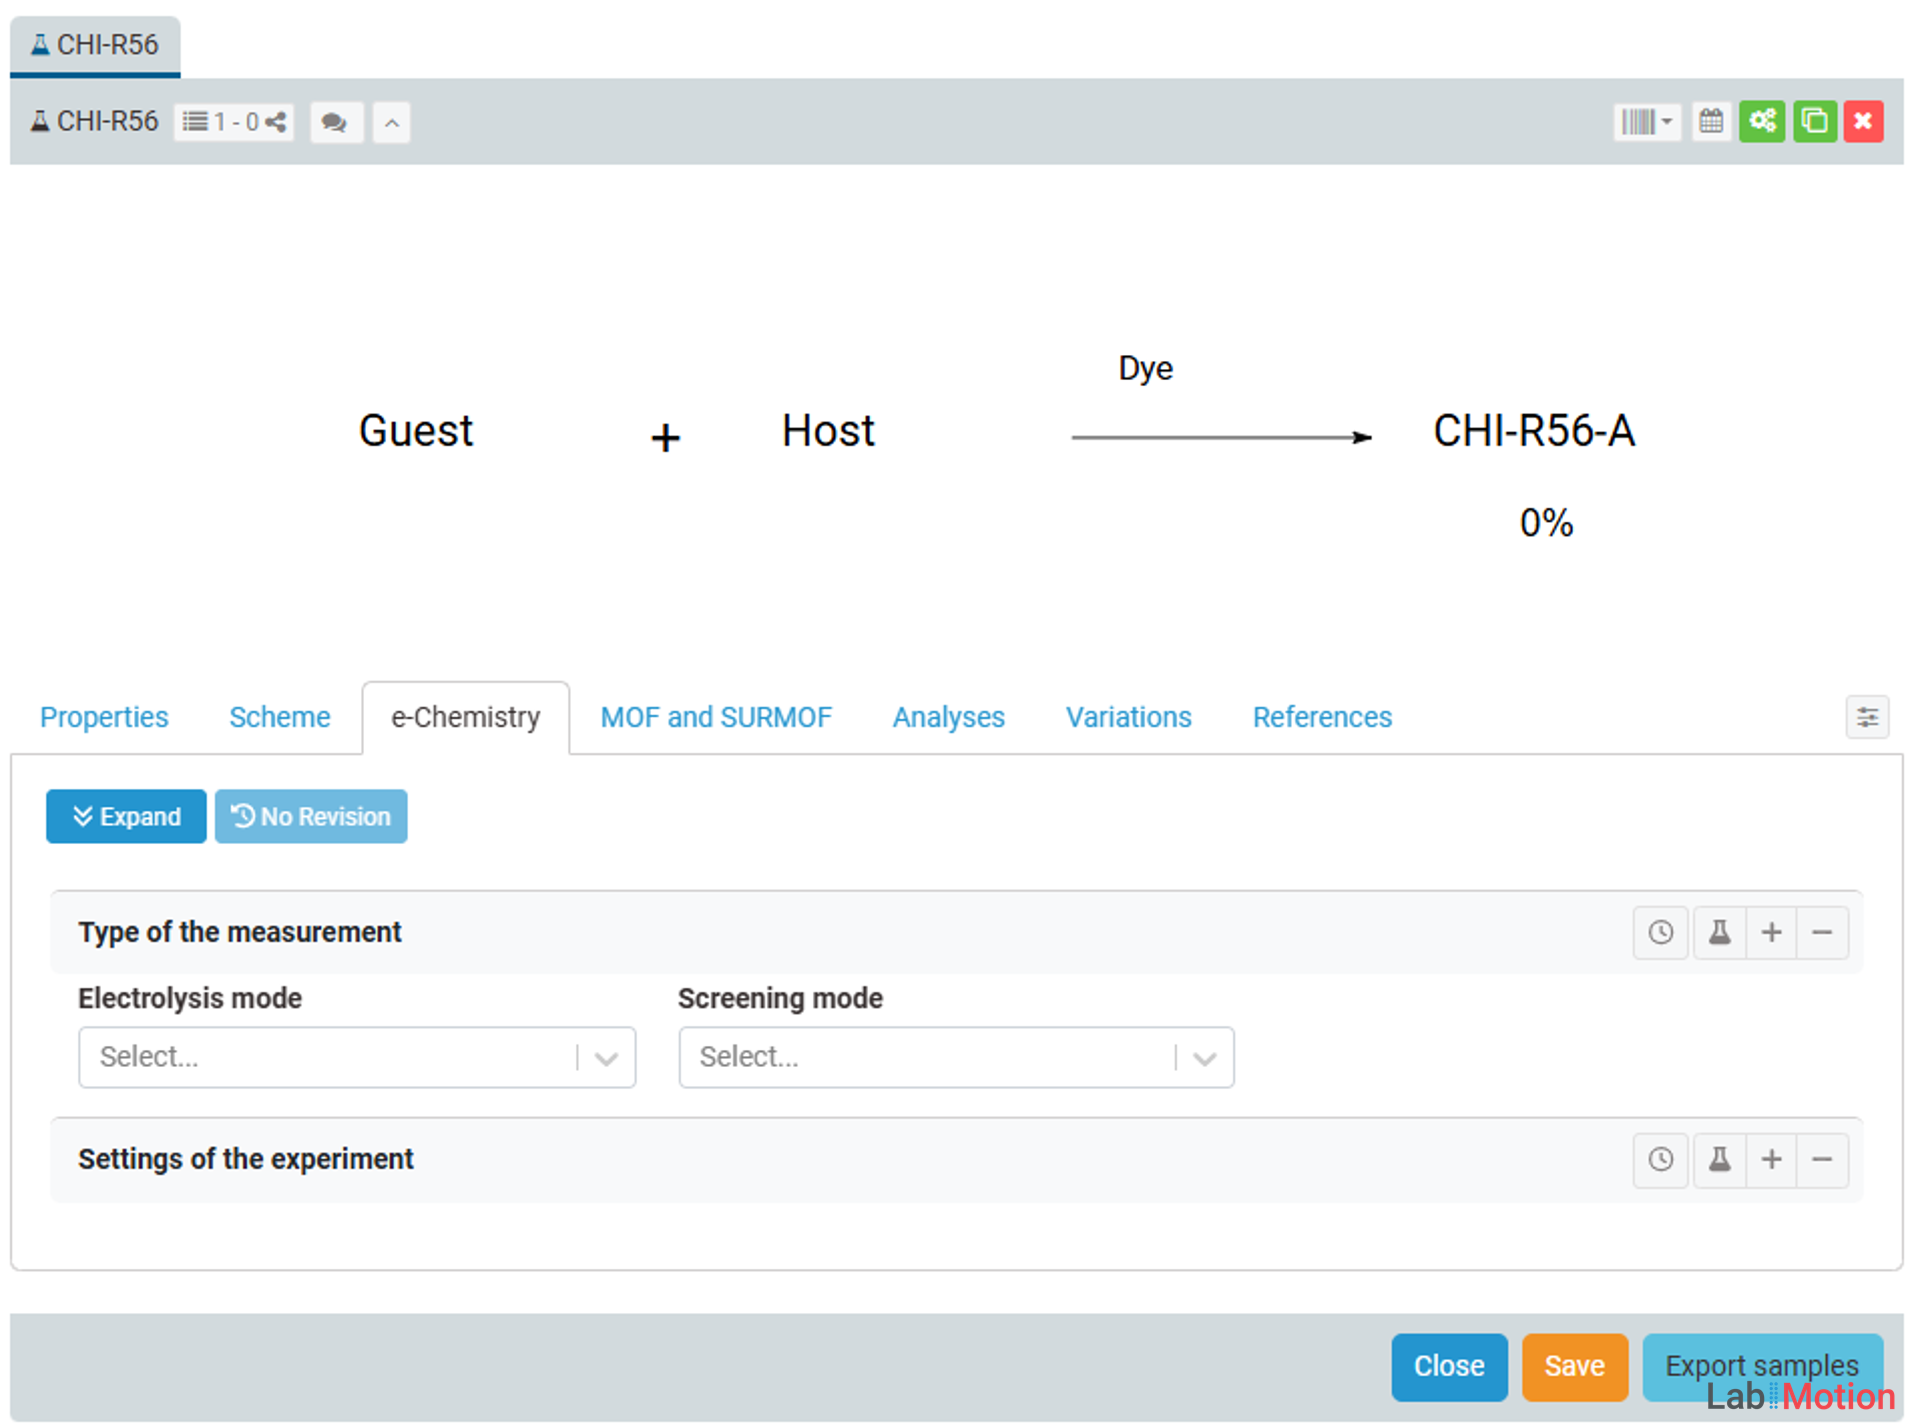 CHI-R56
CHI-R56 1 - 0
Dye
Guest + Host CHI-R56-A
0%
Properties Scheme e-Chemistry MOF and SURMOF Analyses Variations References
Expand No Revision
Type of the measurement
Electrolysis mode Screening mode
Select... Select...
Settings of the experiment
Close Save Export samples
LabIMotion